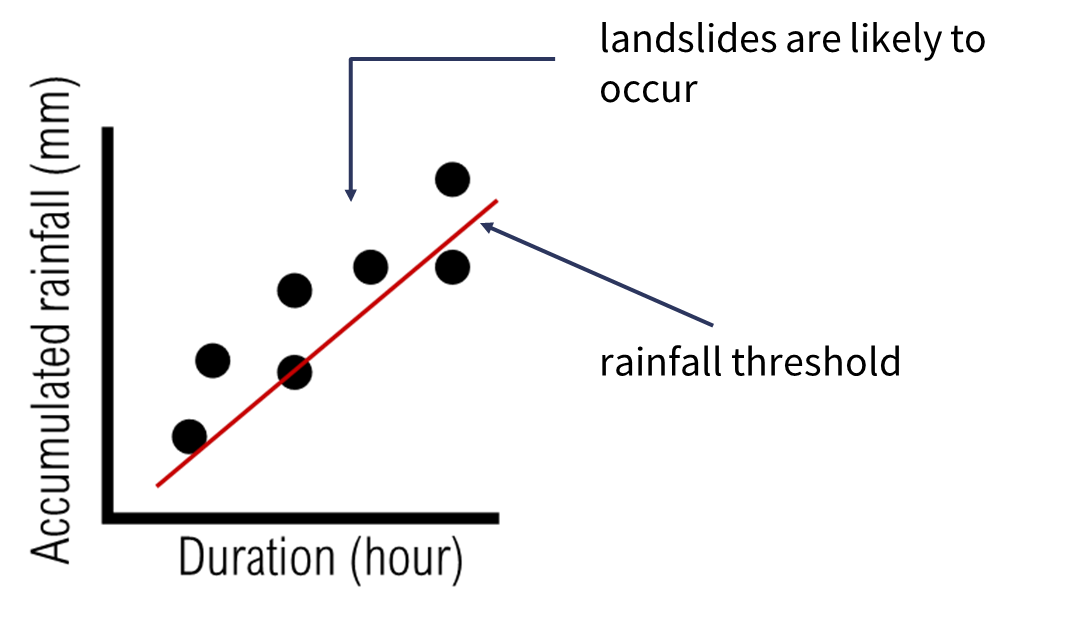 landslides are likely to
occur
Accumulated rainfall (mm)
rainfall threshold
Duration (hour)